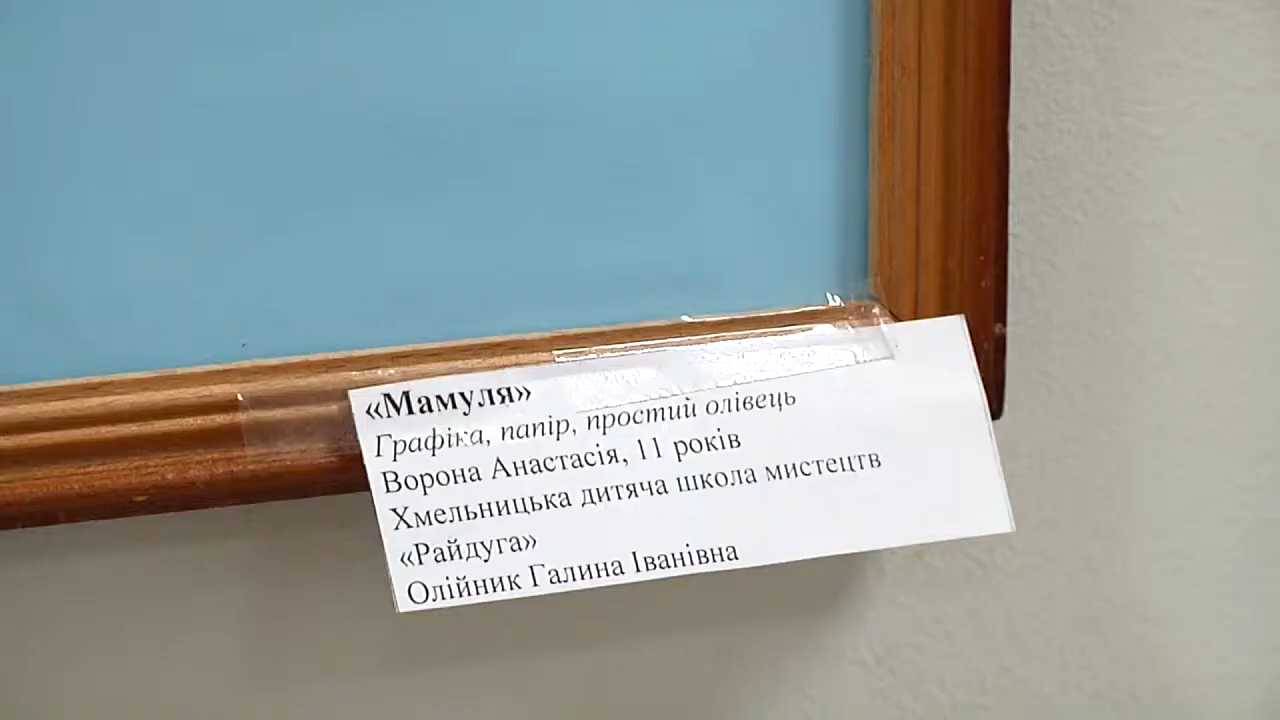 «Мамуля»
Графіка, папір, простий олівець
Ворона Анастасія, 11 років
Хмельницька дитяча школа мистецтв
«Райдуга»
Олійник Галина Іванівна